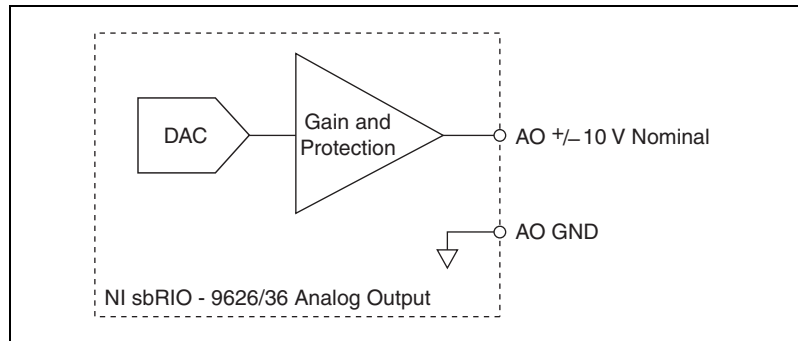 DAC
Gain and
Protection
AO +/– 10 V Nominal
AO GND
NI sbRIO - 9626/36 Analog Output